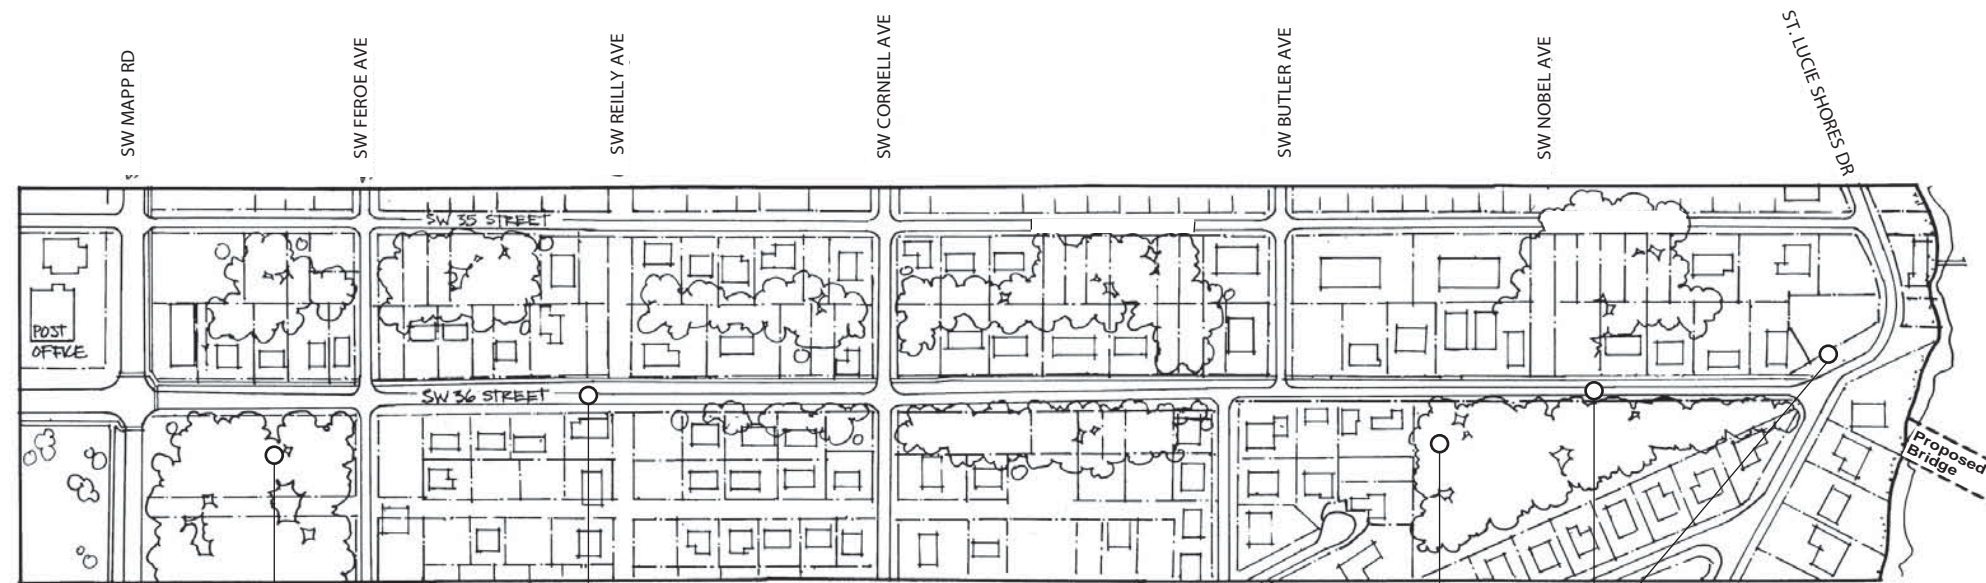 SW MAPP RD
SW FEROE AVE
SW REILLY AVE
SW CORNELL AVE
SW BUTLER AVE
SW NOBEL AVE
ST. LUCIE SHORES DR
SW 35 STREET
POST
OFFICE
SW 36 STREET
Proposed
Bridge